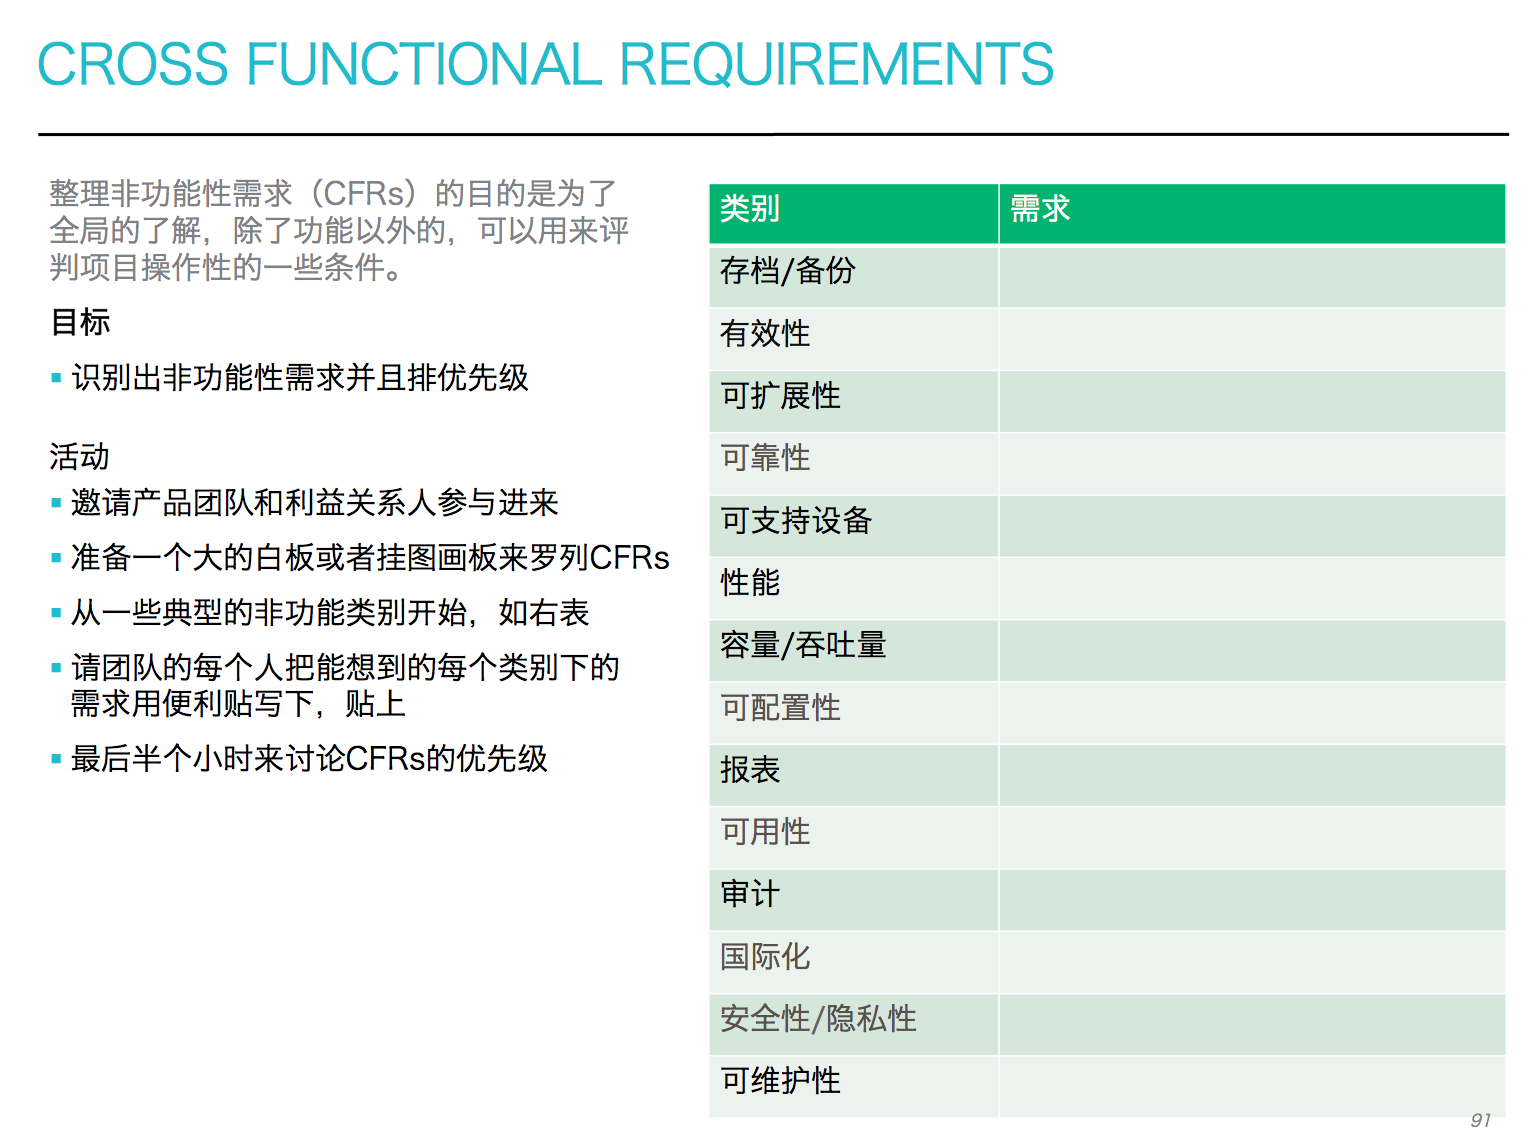 CROSS FUNCTIONAL REQUIREMENTS
整理非功能性需求（CFRs）的目的是为了
全局的了解，除了功能以外的，可以用来评
判项目操作性的一些条件。
目标
▪ 识别出非功能性需求并且排优先级
活动
▪ 邀请产品团队和利益关系人参与进来
▪ 准备一个大的白板或者挂图画板来罗列CFRs
▪ 从一些典型的非功能类别开始，如右表
▪ 请团队的每个人把能想到的每个类别下的
需求用便利贴写下，贴上
▪ 最后半个小时来讨论CFRs的优先级
类别 需求
存档/备份
有效性
可扩展性
可靠性
可支持设备
性能
容量/吞吐量
可配置性
报表
可用性
审计
国际化
安全性/隐私性
可维护性
91